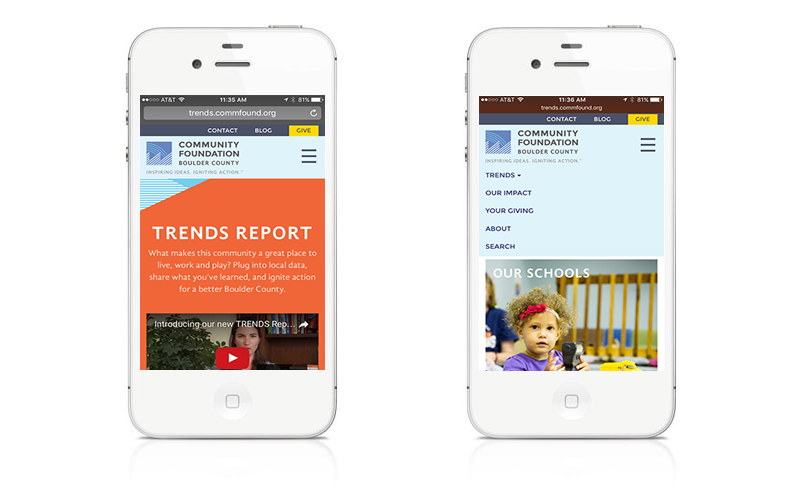 AT&T 11:35 AM 81%
trends.commfound.org
CONTACT BLOG GIVE
COMMUNITY
FOUNDATION
BOULDER COUNTY
INSPIRING IDEAS. IGNITING ACTION.™
TRENDS REPORT
What makes this community a great place to
live, work and play? Plug into local data,
share what you've learned, and ignite action
for a better Boulder County.
Introducing our new TRENDS Rep...
AT&T 11:36 AM 81%
trends.commfound.org
CONTACT BLOG GIVE
COMMUNITY
FOUNDATION
BOULDER COUNTY
INSPIRING IDEAS. IGNITING ACTION.™
TRENDS
OUR IMPACT
YOUR GIVING
ABOUT
SEARCH
OUR SCHOOLS